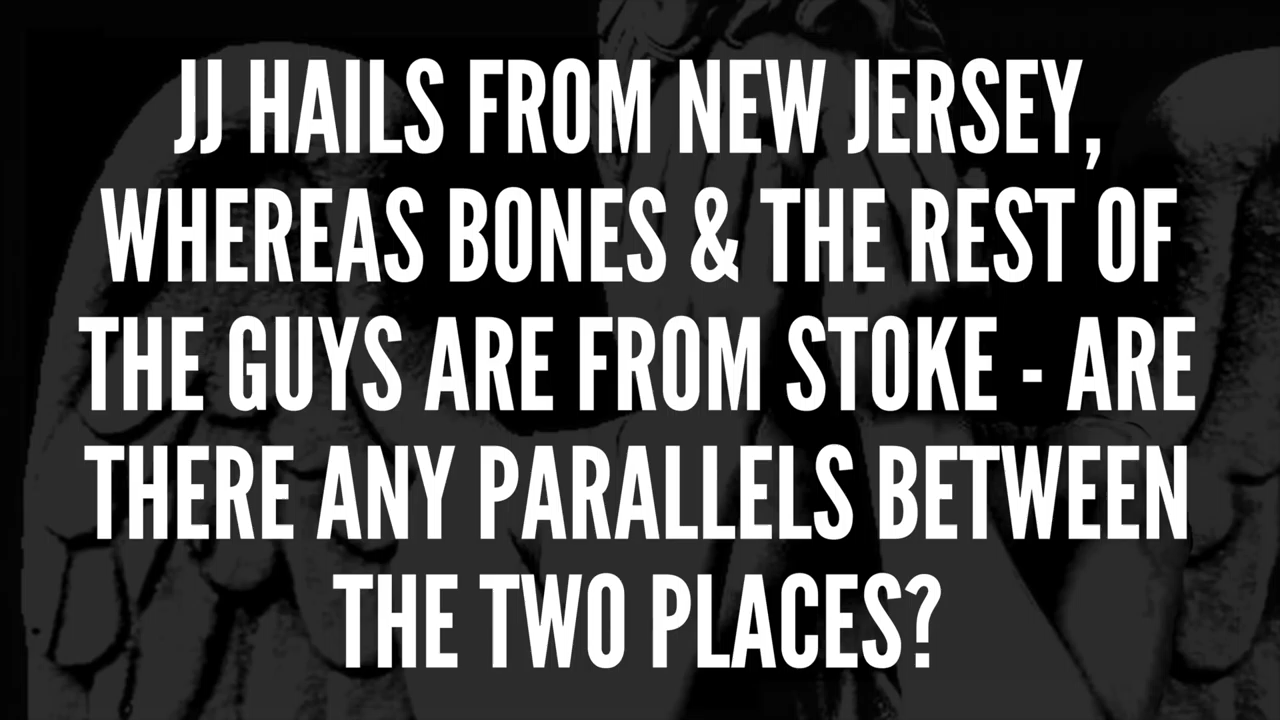 JJ HAILS FROM NEW JERSEY,
WHEREAS BONES & THE REST OF
THE GUYS ARE FROM STOKE - ARE
THERE ANY PARALLELS BETWEEN
THE TWO PLACES?